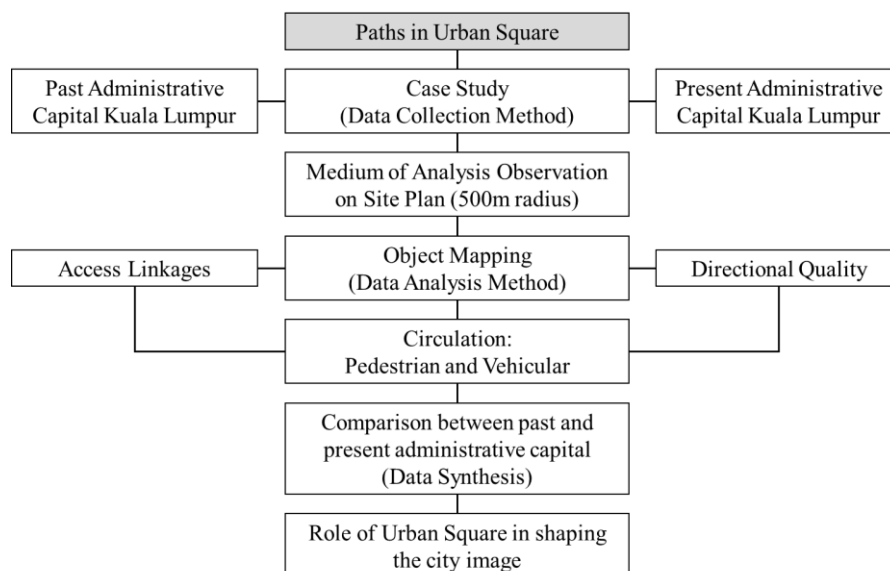 Paths in Urban Square
Past Administrative
Capital Kuala Lumpur
Case Study
(Data Collection Method)
Present Administrative
Capital Kuala Lumpur
Medium of Analysis Observation
on Site Plan (500m radius)
Access Linkages
Object Mapping
(Data Analysis Method)
Directional Quality
Circulation:
Pedestrian and Vehicular
Comparison between past and
present administrative capital
(Data Synthesis)
Role of Urban Square in shaping
the city image